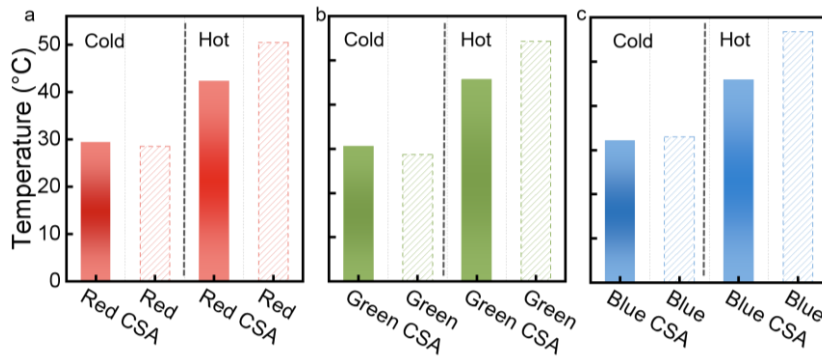 a
b
c
Cold
Hot
Cold
Hot
Cold
Hot
Temperature (°C)
50
40
30
20
10
0
Red CSA
Red
Red CSA
Red
Green CSA
Green
Green CSA
Green
Blue CSA
Blue
Blue CSA
Blue